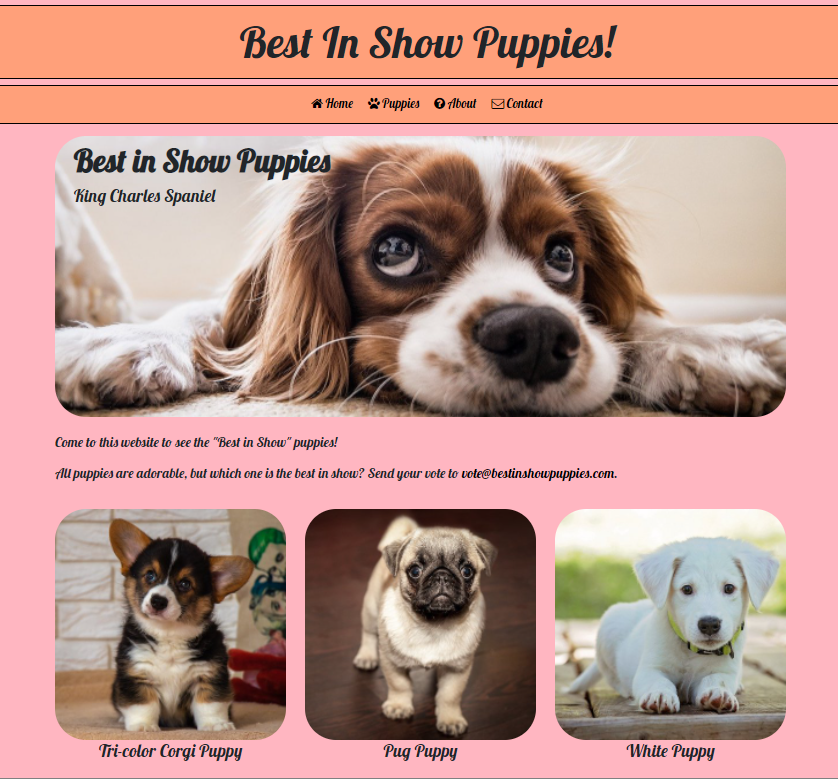 Best In Show Puppies!
Home Puppies About Contact
Best in Show Puppies
King Charles Spaniel
Come to this website to see the "Best in Show" puppies!
All puppies are adorable, but which one is the best in show? Send your vote to vote@bestinshowpuppies.com.
Tri-color Corgi Puppy
Pug Puppy
White Puppy